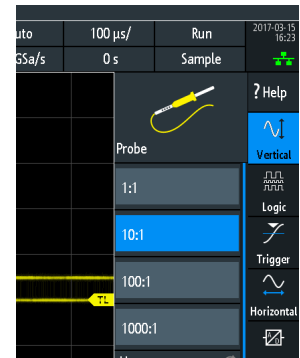 uto 100 µs/ Run 2017-03-15
16:23
GSa/s 0 s Sample
? Help
Vertical
Probe
1:1
Logic
10:1
Trigger
100:1
TL
Horizontal
1000:1
A/D